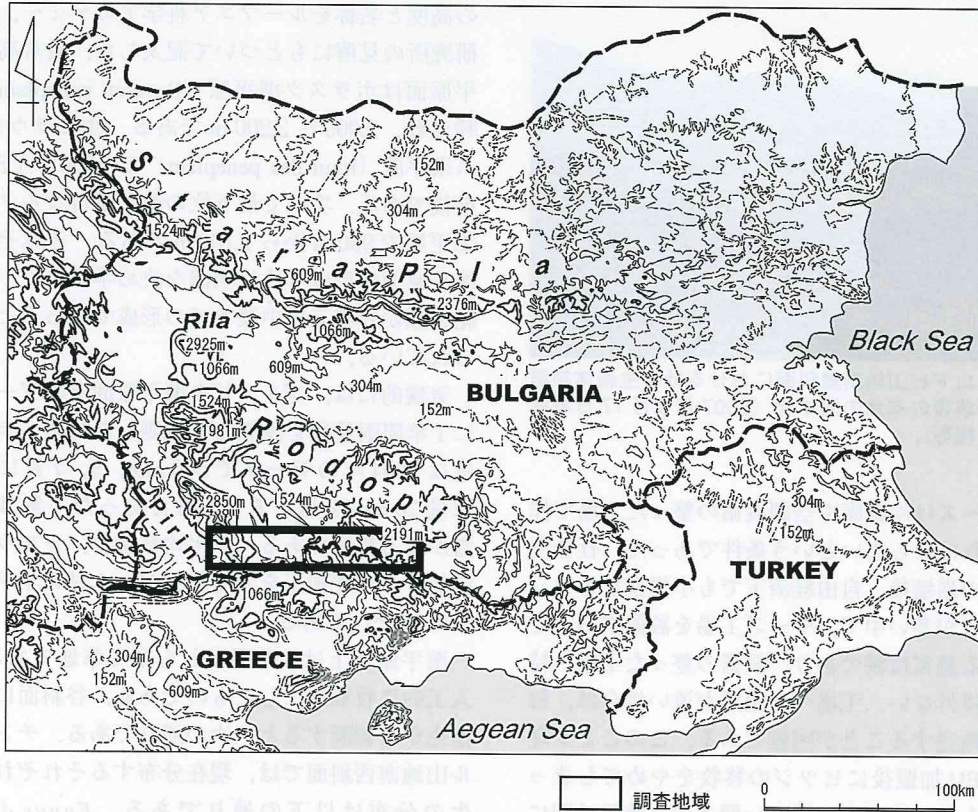 Stara Pla
152m
304m
1524m
609m
2376m
1066m
Rila
2925m
1066m
609m
304m
Black Sea
BULGARIA
1524m
1981m
Rodopi
152m
2850m
1524m
304m
Pirin
2191m
152m
TURKEY
1066m
GREECE
304m
152m
609m
Aegean Sea
調査地域
0
100km